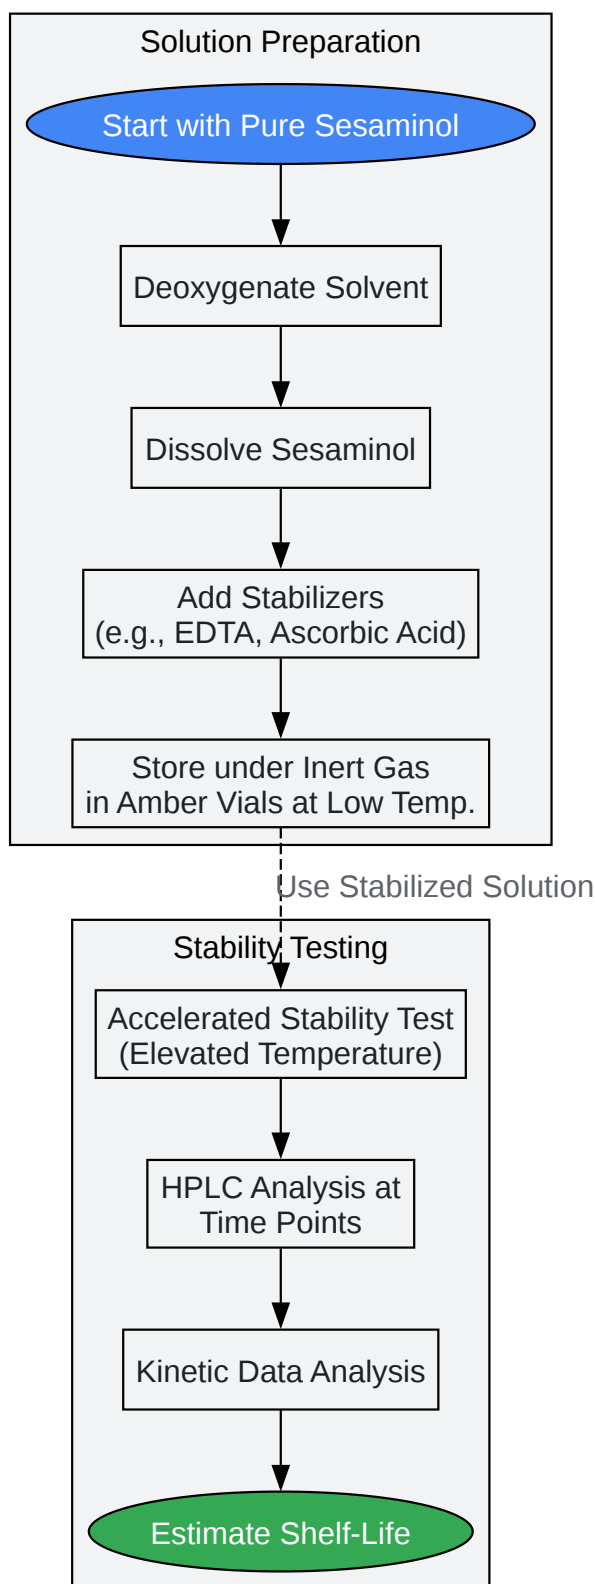 Solution Preparation
Start with Pure Sesaminol
Deoxygenate Solvent
Dissolve Sesaminol
Add Stabilizers
(e.g., EDTA, Ascorbic Acid)
Store under Inert Gas
in Amber Vials at Low Temp.
Use Stabilized Solution
Stability Testing
Accelerated Stability Test
(Elevated Temperature)
HPLC Analysis at
Time Points
Kinetic Data Analysis
Estimate Shelf-Life